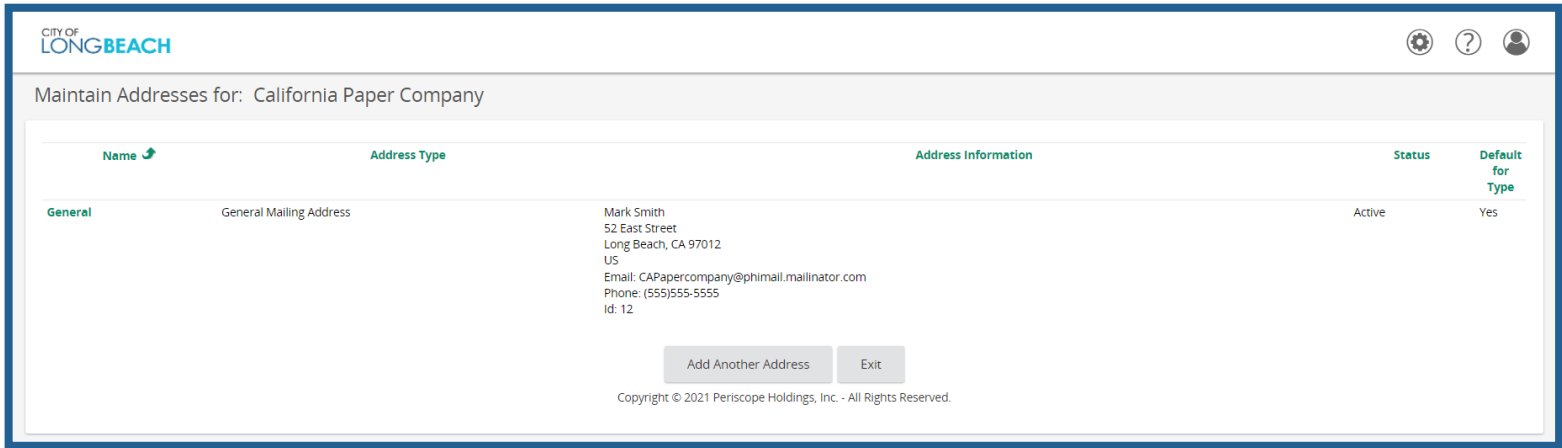 CITY OF
LONGBEACH
?
Maintain Addresses for: California Paper Company
Name Address Type Address Information Status Default for Type
General General Mailing Address Mark Smith Active Yes
52 East Street
Long Beach, CA 97012
US
Email: CAPapercompany@phimail.mailinator.com
Phone: (555)555-5555
Id: 12
Add Another Address Exit
Copyright © 2021 Periscope Holdings, Inc. - All Rights Reserved.